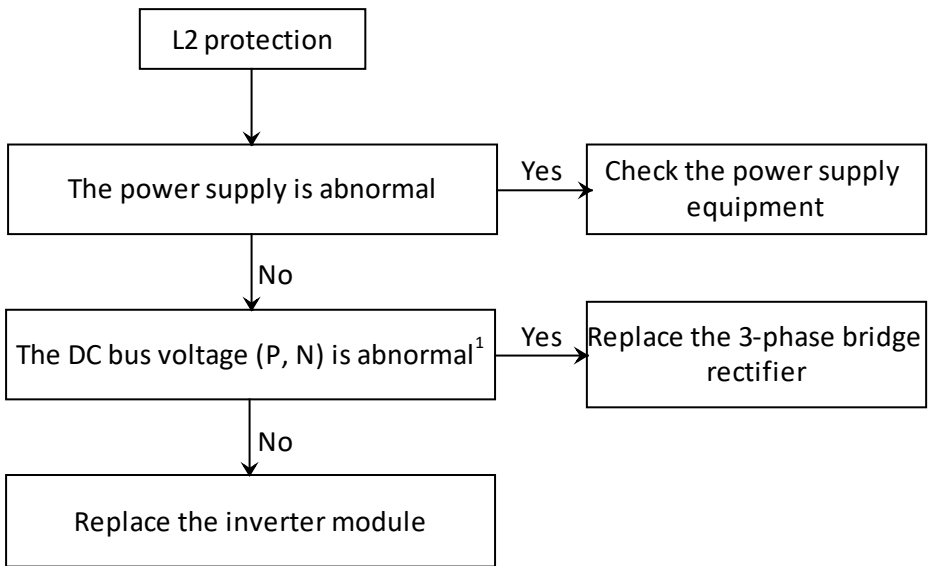 L2 protection
The power supply is abnormal
Yes
Check the power supply
equipment
No
The DC bus voltage (P, N) is abnormal¹
Yes
Replace the 3-phase bridge
rectifier
No
Replace the inverter module